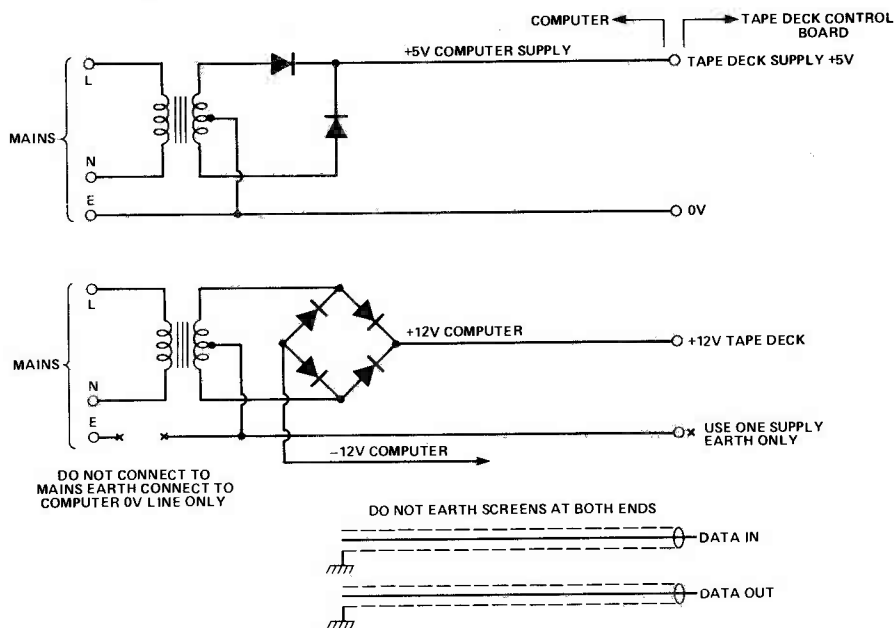 COMPUTER
TAPE DECK CONTROL
BOARD
+5V COMPUTER SUPPLY
TAPE DECK SUPPLY +5V
L
MAINS
N
E
0V
L
+12V COMPUTER
+12V TAPE DECK
MAINS
N
E
USE ONE SUPPLY
EARTH ONLY
–12V COMPUTER
DO NOT CONNECT TO
MAINS EARTH CONNECT TO
COMPUTER 0V LINE ONLY
DO NOT EARTH SCREENS AT BOTH ENDS
DATA IN
DATA OUT